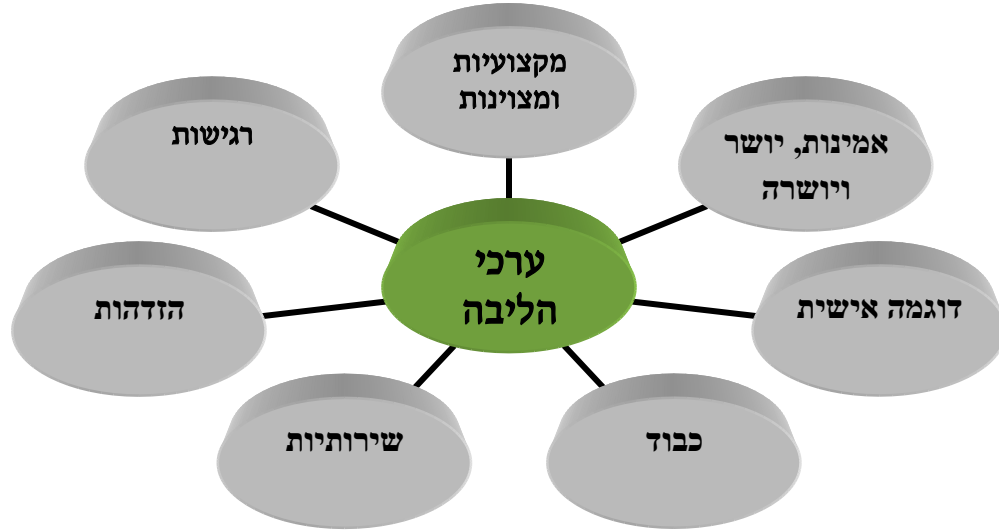 מקצועיות
ומצוינות
אמינות, יושר
ויושרה
רגישות
ערכי
הליבה
דוגמה אישית
הזדהות
כבוד
שירותיות